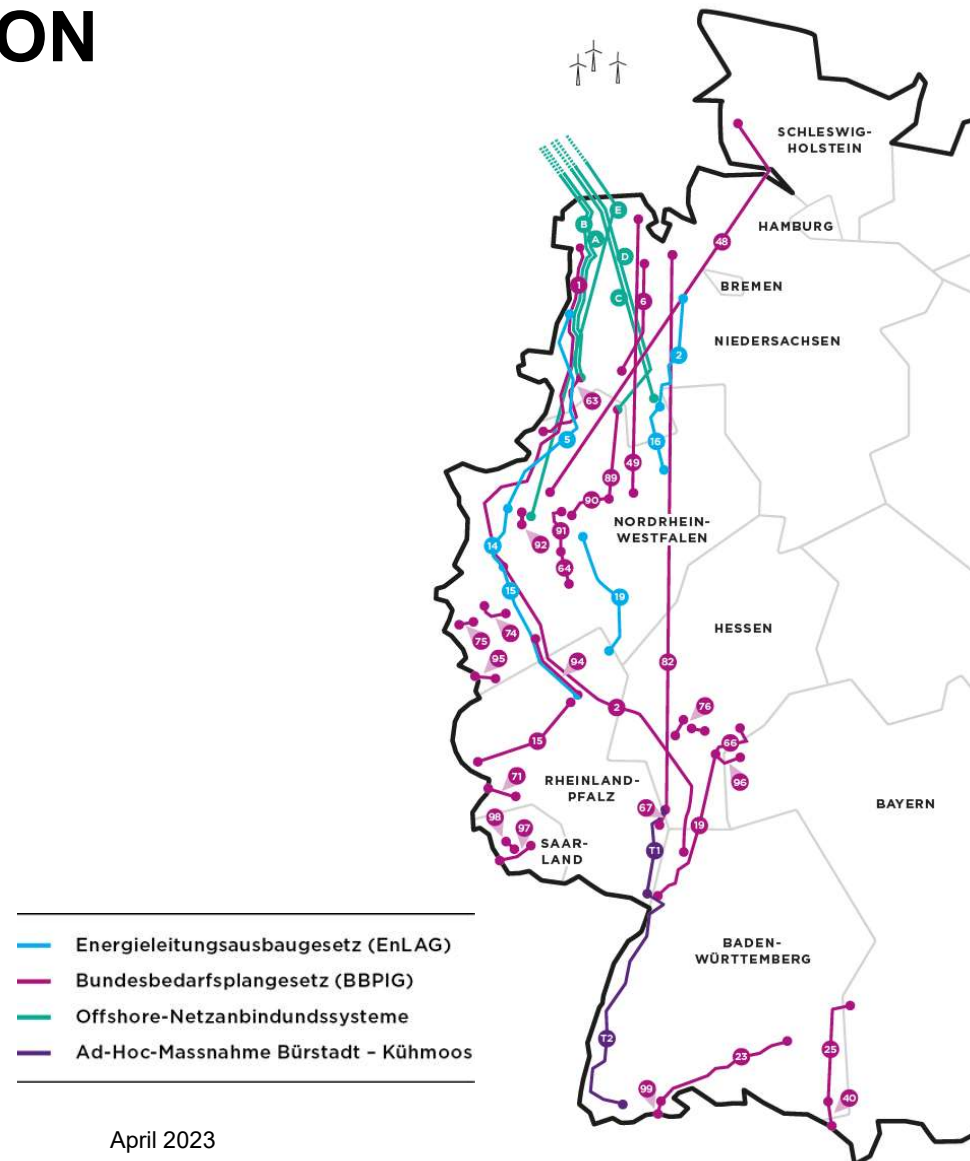 ON
SCHLESWIG-
HOLSTEIN
HAMBURG
BREMEN
NIEDERSACHSEN
NORDRHEIN-
WESTFALEN
HESSEN
RHEINLAND-
PFALZ
SAAR-
LAND
BAYERN
BADEN-
WÜRTTEMBERG
E
B
A
48
D
1
C
6
2
63
5
16
49
89
90
91
92
14
64
15
19
74
75
95
94
82
2
76
15
66
96
71
67
19
98
97
T1
T2
23
25
99
40
Energieleitungsausbaugesetz (EnLAG)
Bundesbedarfsplangesetz (BBPlG)
Offshore-Netzanbindundssysteme
Ad-Hoc-Massnahme Bürstadt – Kühmoos
April 2023